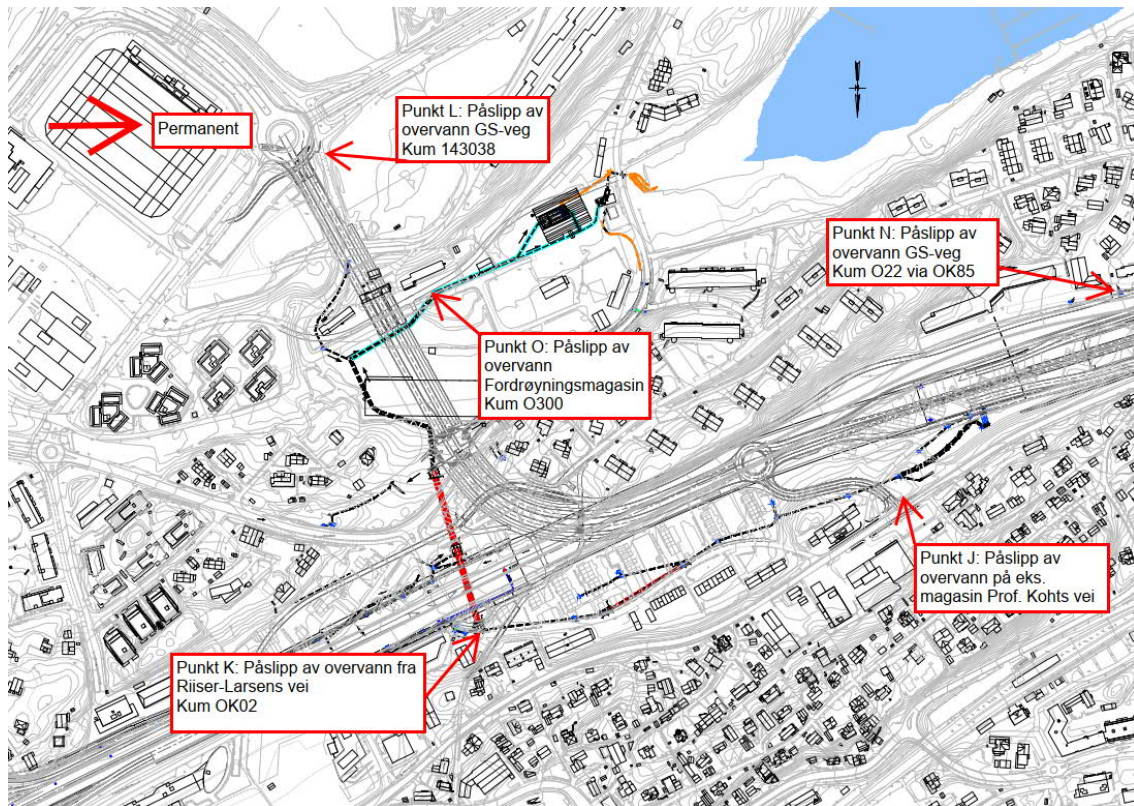 Permanent
Punkt L: Påslipp av
overvann GS-veg
Kum 143038
Punkt N: Påslipp av
overvann GS-veg
Kum O22 via OK85
Punkt O: Påslipp av
overvann
Fordrøyningsmagasin
Kum O300
Punkt J: Påslipp av
overvann på eks.
magasin Prof. Kohts vei
Punkt K: Påslipp av overvann fra
Riiser-Larsens vei
Kum OK02